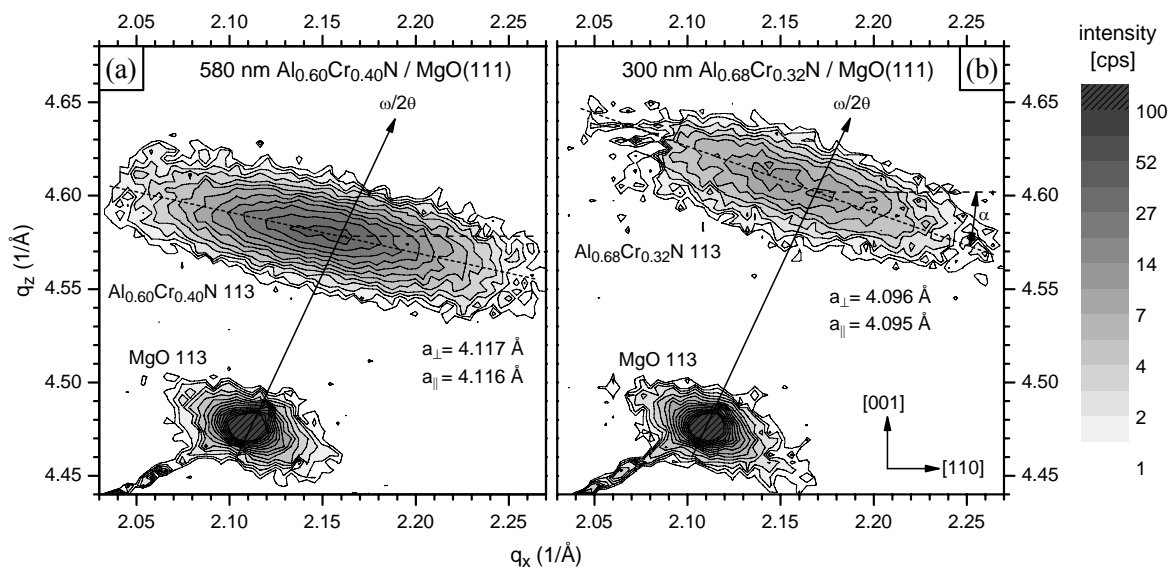 2.05 2.10 2.15 2.20 2.25 2.05 2.10 2.15 2.20 2.25
(a) 580 nm Al0.60Cr0.40N / MgO(111)
300 nm Al0.68Cr0.32N / MgO(111) (b)
intensity
[cps]
ω/2θ
ω/2θ
4.65
4.60
4.55
4.50
4.45
qz (1/Å)
Al0.60Cr0.40N 113
a⊥= 4.117 Å
a∥= 4.116 Å
MgO 113
α
Al0.68Cr0.32N 113
a⊥= 4.096 Å
a∥= 4.095 Å
MgO 113
[001]
[110]
4.65
4.60
4.55
4.50
4.45
100
52
27
14
7
4
2
1
2.05 2.10 2.15 2.20 2.25 2.05 2.10 2.15 2.20 2.25
qx (1/Å)